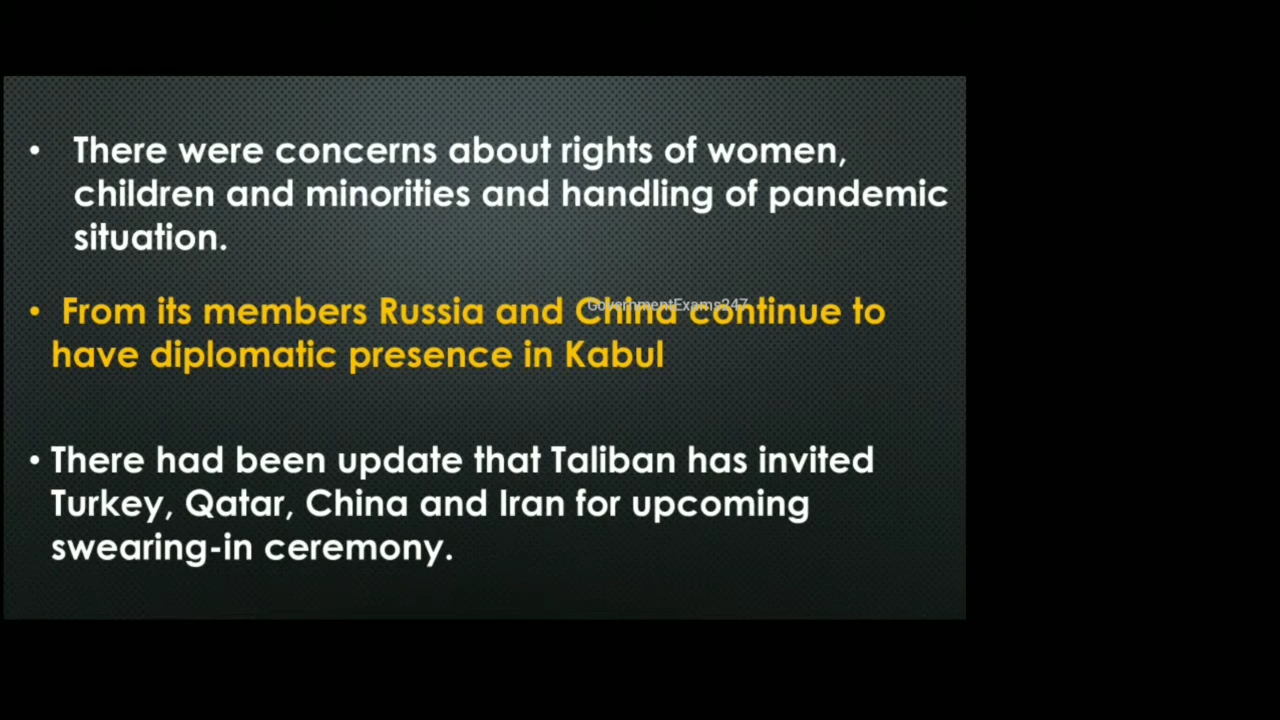 • There were concerns about rights of women,
children and minorities and handling of pandemic
situation.
GovernmentExams247
• From its members Russia and China continue to
have diplomatic presence in Kabul
• There had been update that Taliban has invited
Turkey, Qatar, China and Iran for upcoming
swearing-in ceremony.